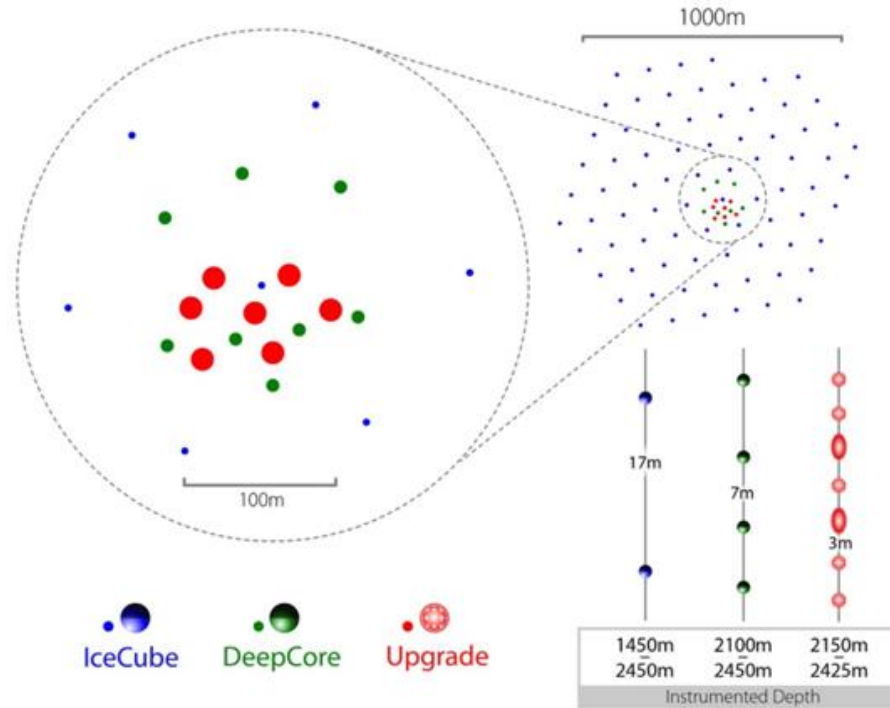 1000m
100m
17m
7m
3m
IceCube
DeepCore
Upgrade
1450m
–
2450m
2100m
–
2450m
2150m
–
2425m
Instrumented Depth